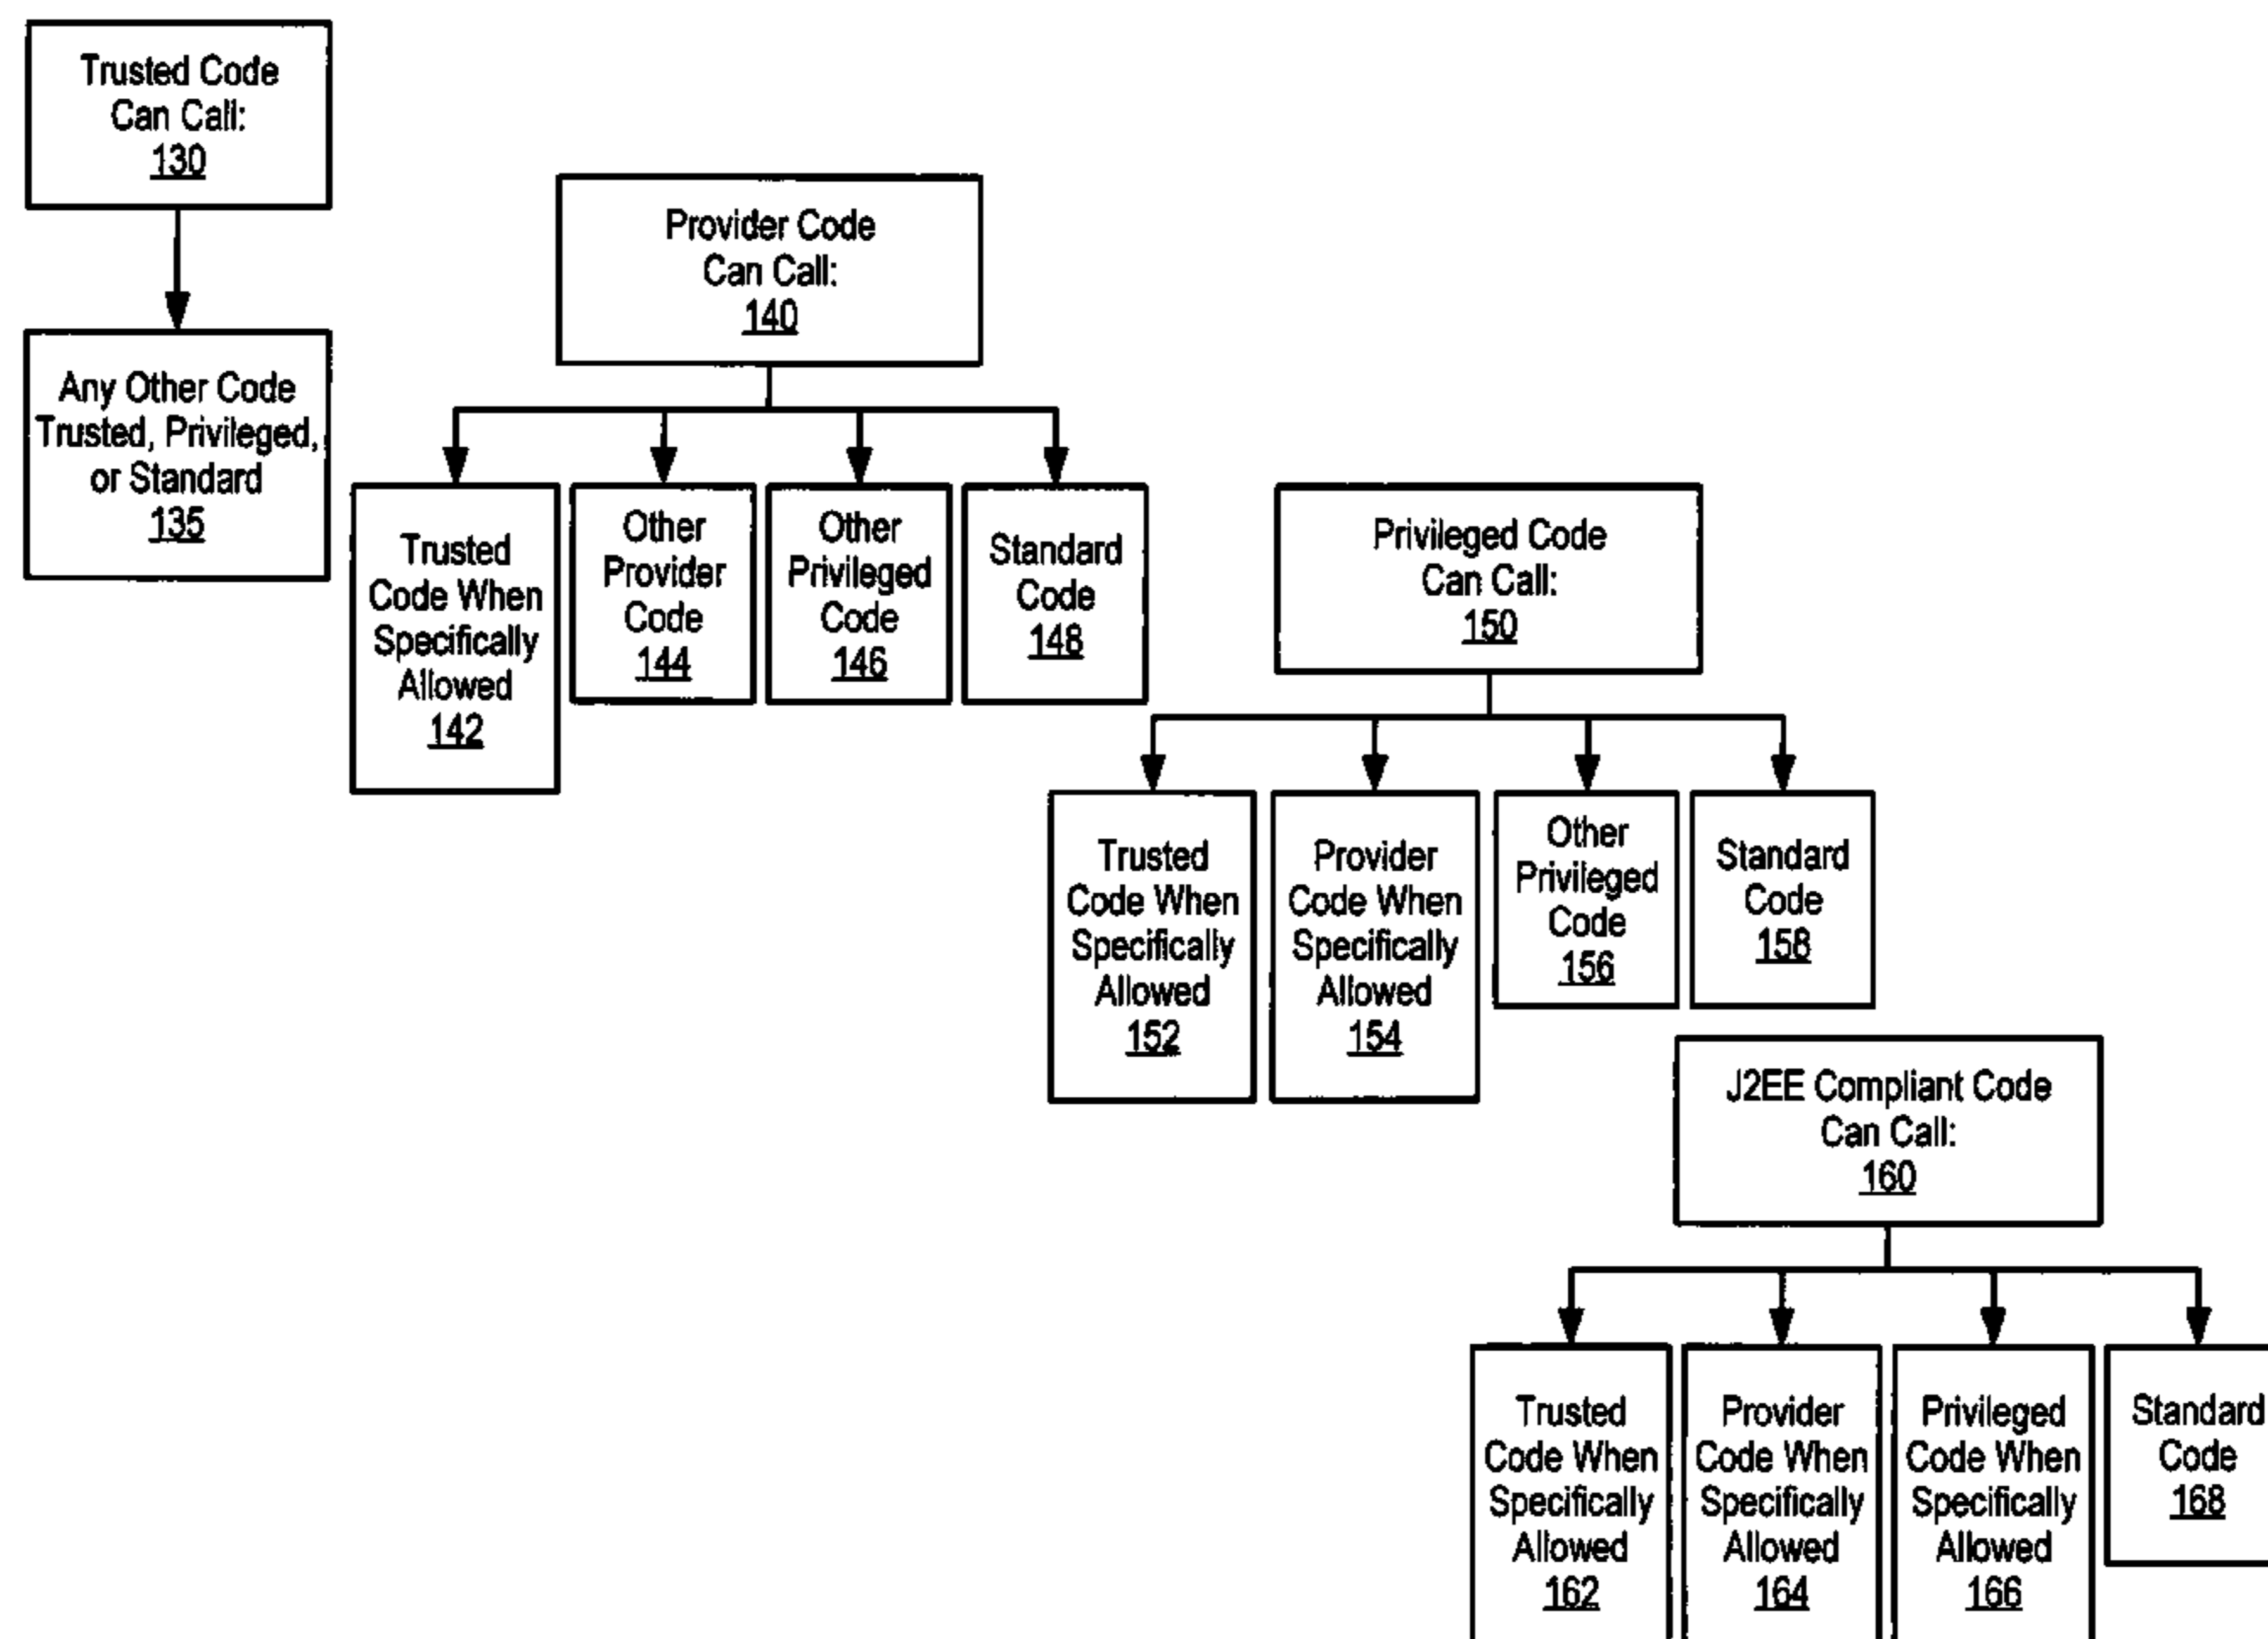 Trusted Code
Can Call:
130
Any Other Code
Trusted, Privileged,
or Standard
135
Provider Code
Can Call:
140
Trusted
Code When
Specifically
Allowed
142
Other
Provider
Code
144
Other
Privileged
Code
146
Standard
Code
148
Privileged Code
Can Call:
150
Trusted
Code When
Specifically
Allowed
152
Provider
Code When
Specifically
Allowed
154
Other
Privileged
Code
156
Standard
Code
158
J2EE Compliant Code
Can Call:
160
Trusted
Code When
Specifically
Allowed
162
Provider
Code When
Specifically
Allowed
164
Privileged
Code When
Specifically
Allowed
166
Standard
Code
168